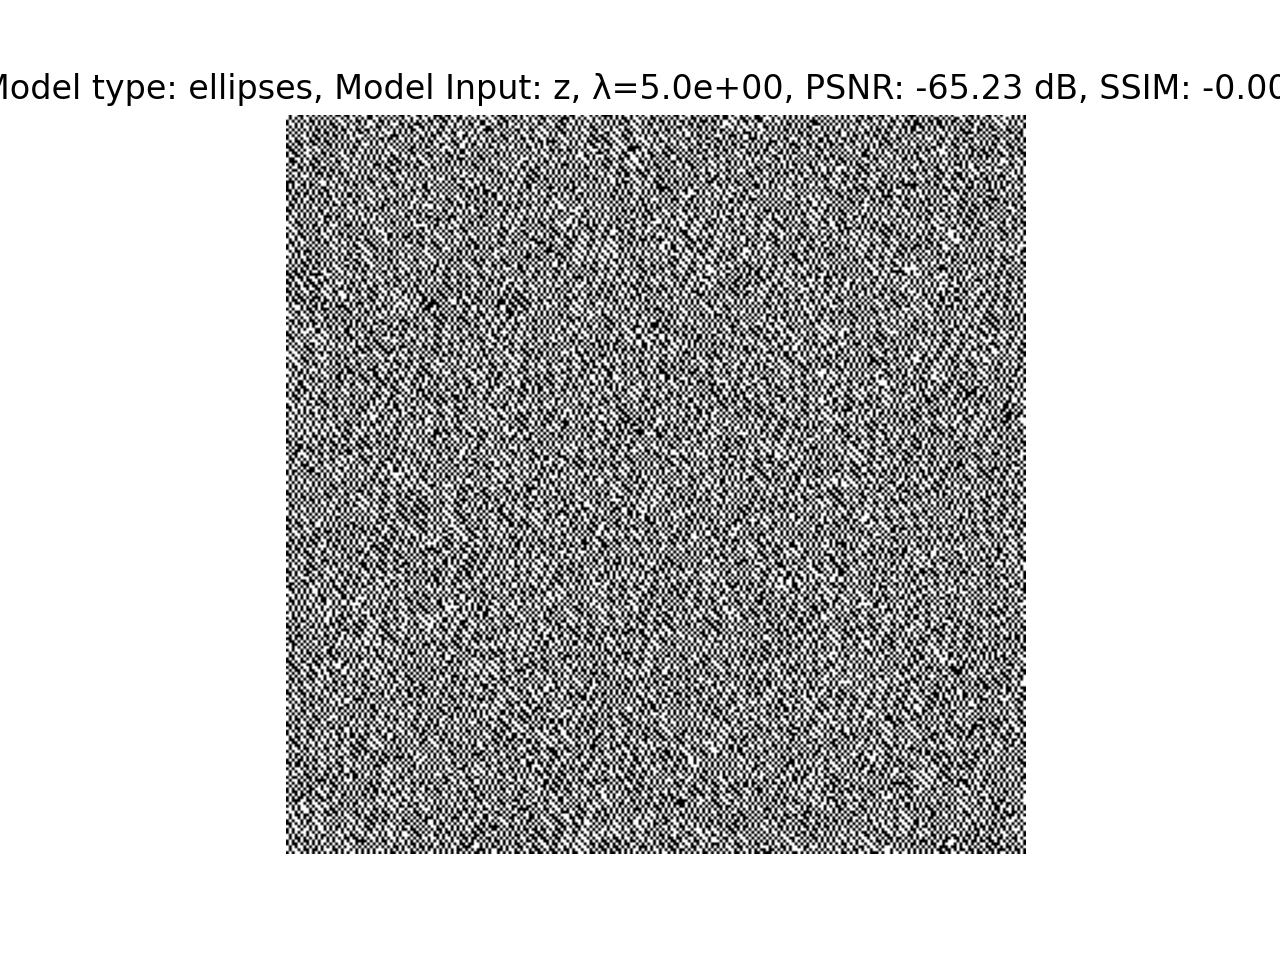 Model type: ellipses, Model Input: z, λ=5.0e+00, PSNR: -65.23 dB, SSIM: -0.00